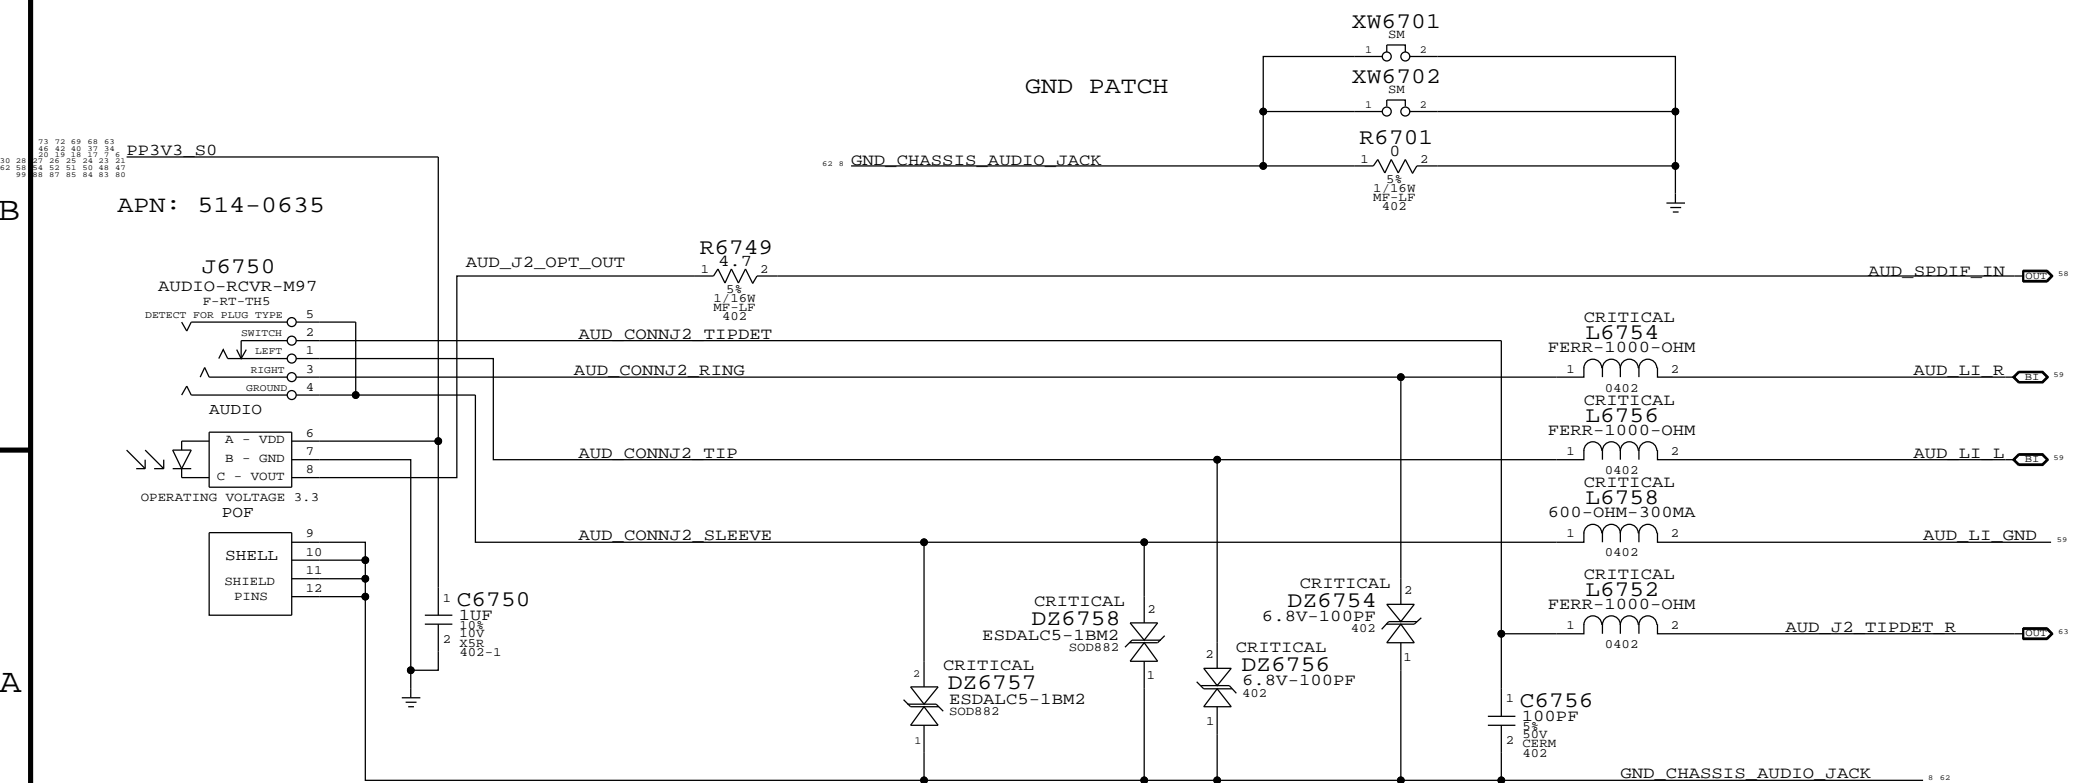 XW6701
SM
1 2
GND PATCH
XW6702
SM
1 2
R6701
0
1 2
5%
1/16W
MF-LF
402
62 8 GND_CHASSIS_AUDIO_JACK
73 72 69 68 63
46 42 40 37 34
20 19 18 17 7 6
30 28 27 26 25 24 23 21
62 58 54 52 51 50 48 47
99 88 87 85 84 83 80
PP3V3_S0
B
APN: 514-0635
J6750
AUDIO-RCVR-M97
F-RT-TH5
DETECT FOR PLUG TYPE 5
SWITCH 2
LEFT 1
RIGHT 3
GROUND 4
AUDIO
A - VDD 6
B - GND 7
C - VOUT 8
OPERATING VOLTAGE 3.3
POF
SHELL
SHIELD
PINS
9
10
11
12
AUD_J2_OPT_OUT
R6749
4.7
1 2
5%
1/16W
MF-LF
402
AUD_SPDIF_IN OUT 58
AUD_CONNJ2_TIPDET
AUD_CONNJ2_RING
CRITICAL
L6754
FERR-1000-OHM
1 2
0402
AUD_LI_R BI 59
AUD_CONNJ2_TIP
CRITICAL
L6756
FERR-1000-OHM
1 2
0402
AUD_LI_L BI 59
AUD_CONNJ2_SLEEVE
CRITICAL
L6758
600-OHM-300MA
1 2
0402
AUD_LI_GND 59
CRITICAL
L6752
FERR-1000-OHM
1 2
0402
AUD_J2_TIPDET_R OUT 63
1 C6750
1UF
10%
10V
2 X5R
402-1
A
CRITICAL
2 DZ6757
ESDALC5-1BM2
SOD882
1
CRITICAL
DZ6758 2
ESDALC5-1BM2
SOD882
1
CRITICAL
2 DZ6756
6.8V-100PF
402
1
CRITICAL
DZ6754 2
6.8V-100PF
402
1
1 C6756
100PF
5%
50V
2 CERM
402
GND_CHASSIS_AUDIO_JACK 8 62